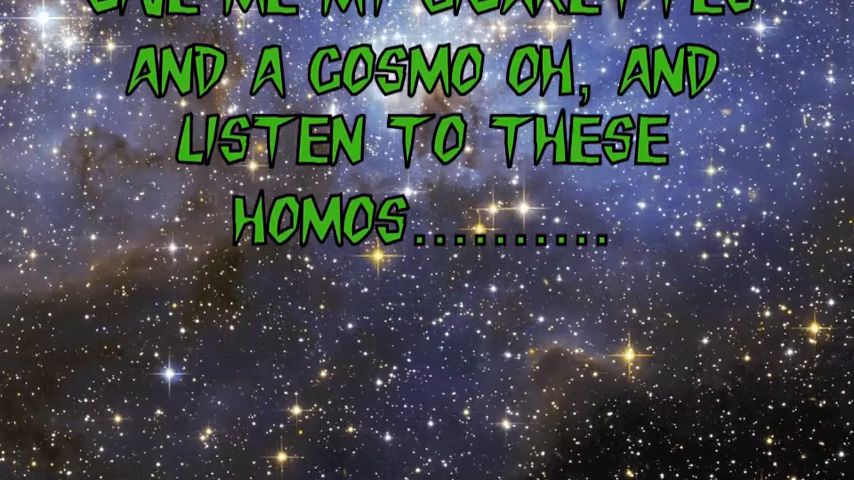 GIVE ME MY CIGARETTES
AND A COSMO OH, AND
LISTEN TO THESE
HOMOS..........